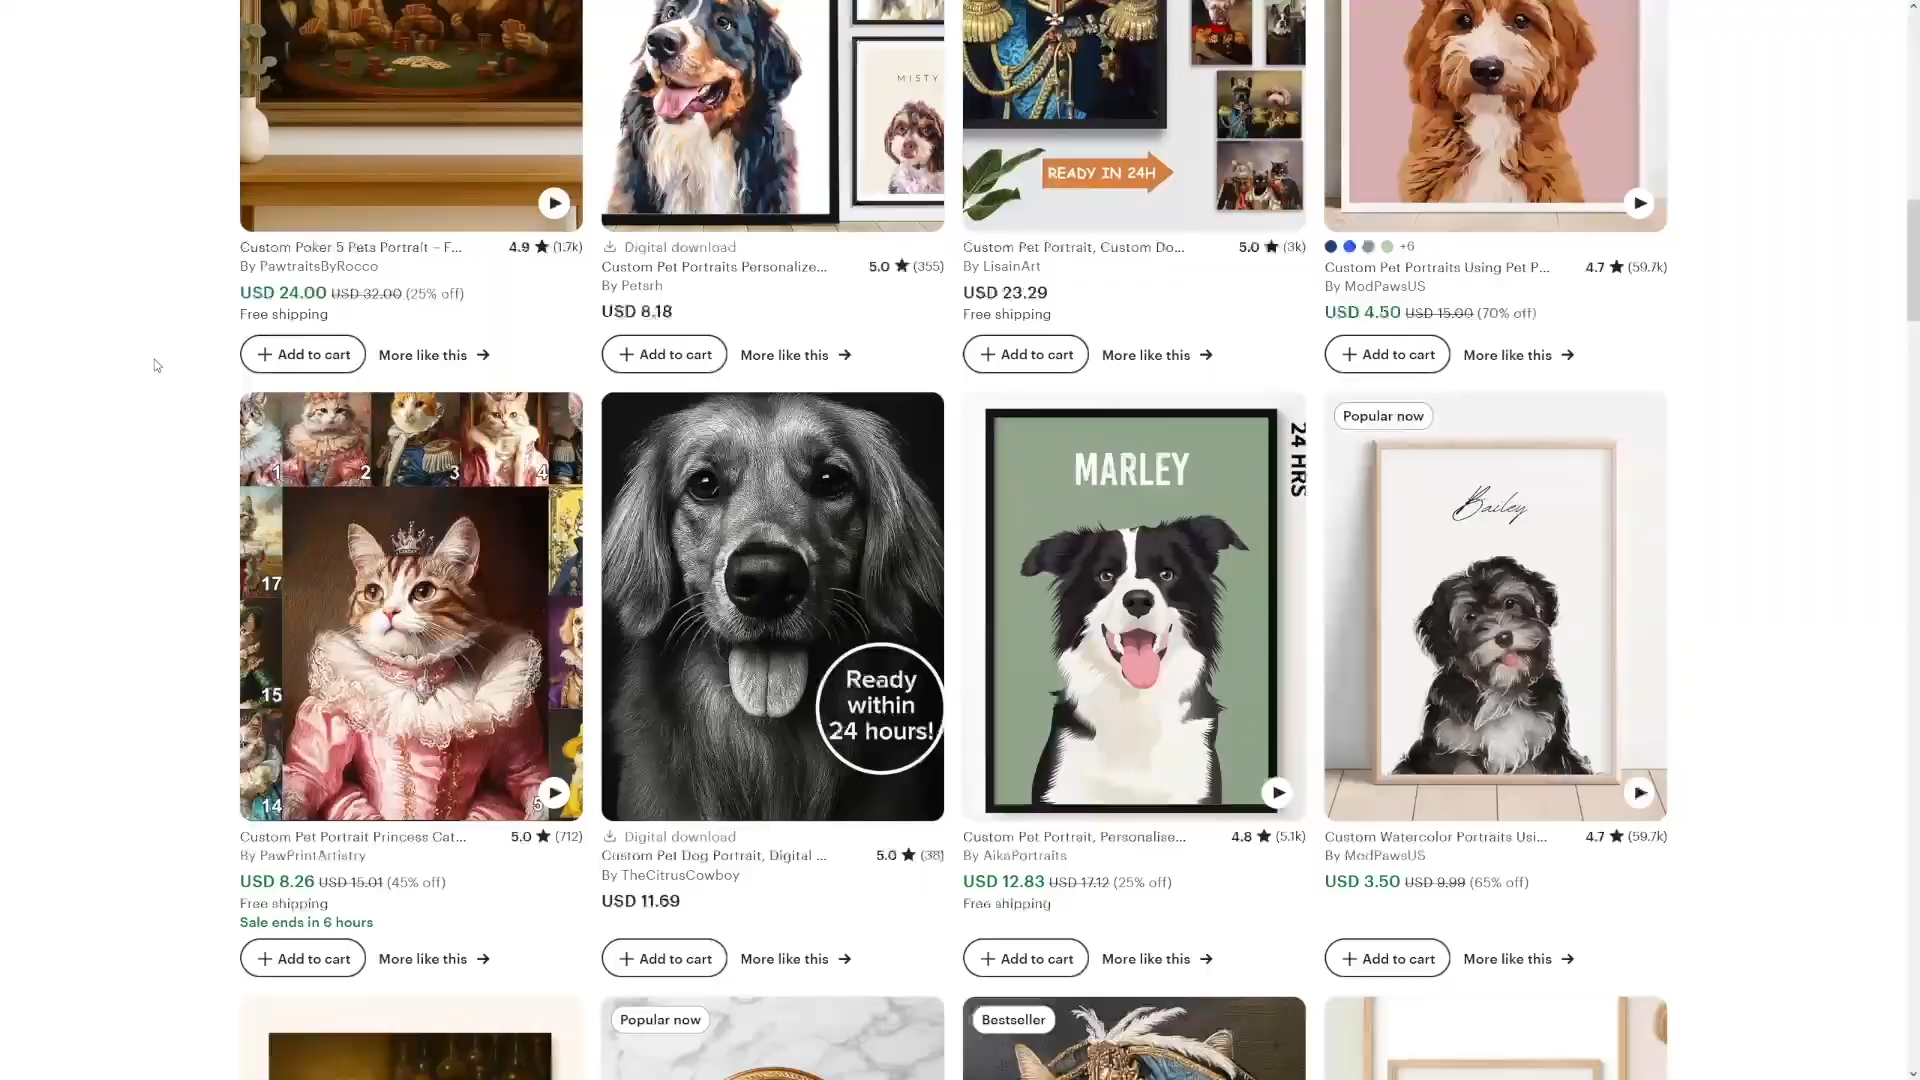 MISTY
READY IN 24H
Custom Poker 5 Pets Portrait – F...
4.9 ★ (1.7k)
By PawtraitsByRocco
USD 24.00 USD 32.00 (25% off)
Free shipping
+ Add to cart
More like this →
Digital download
Custom Pet Portraits Personalize...
5.0 ★ (355)
By Petsrh
USD 8.18
+ Add to cart
More like this →
Custom Pet Portrait, Custom Do...
5.0 ★ (3k)
By LisainArt
USD 23.29
Free shipping
+ Add to cart
More like this →
+6
Custom Pet Portraits Using Pet P...
4.7 ★ (59.7k)
By ModPawsUS
USD 4.50 USD 15.00 (70% off)
+ Add to cart
More like this →
1
2
3
4
17
15
14
5
Custom Pet Portrait Princess Cat...
5.0 ★ (712)
By PawPrintArtistry
USD 8.26 USD 15.01 (45% off)
Free shipping
Sale ends in 6 hours
+ Add to cart
More like this →
Ready
within
24 hours!
Digital download
Custom Pet Dog Portrait, Digital ...
5.0 ★ (38)
By TheCitrusCowboy
USD 11.69
+ Add to cart
More like this →
MARLEY
24 HRS
Custom Pet Portrait, Personalise...
4.8 ★ (5.1k)
By AikaPortraits
USD 12.83 USD 17.12 (25% off)
Free shipping
+ Add to cart
More like this →
Popular now
Bailey
Custom Watercolor Portraits Usi...
4.7 ★ (59.7k)
By ModPawsUS
USD 3.50 USD 9.99 (65% off)
+ Add to cart
More like this →
Popular now
Bestseller